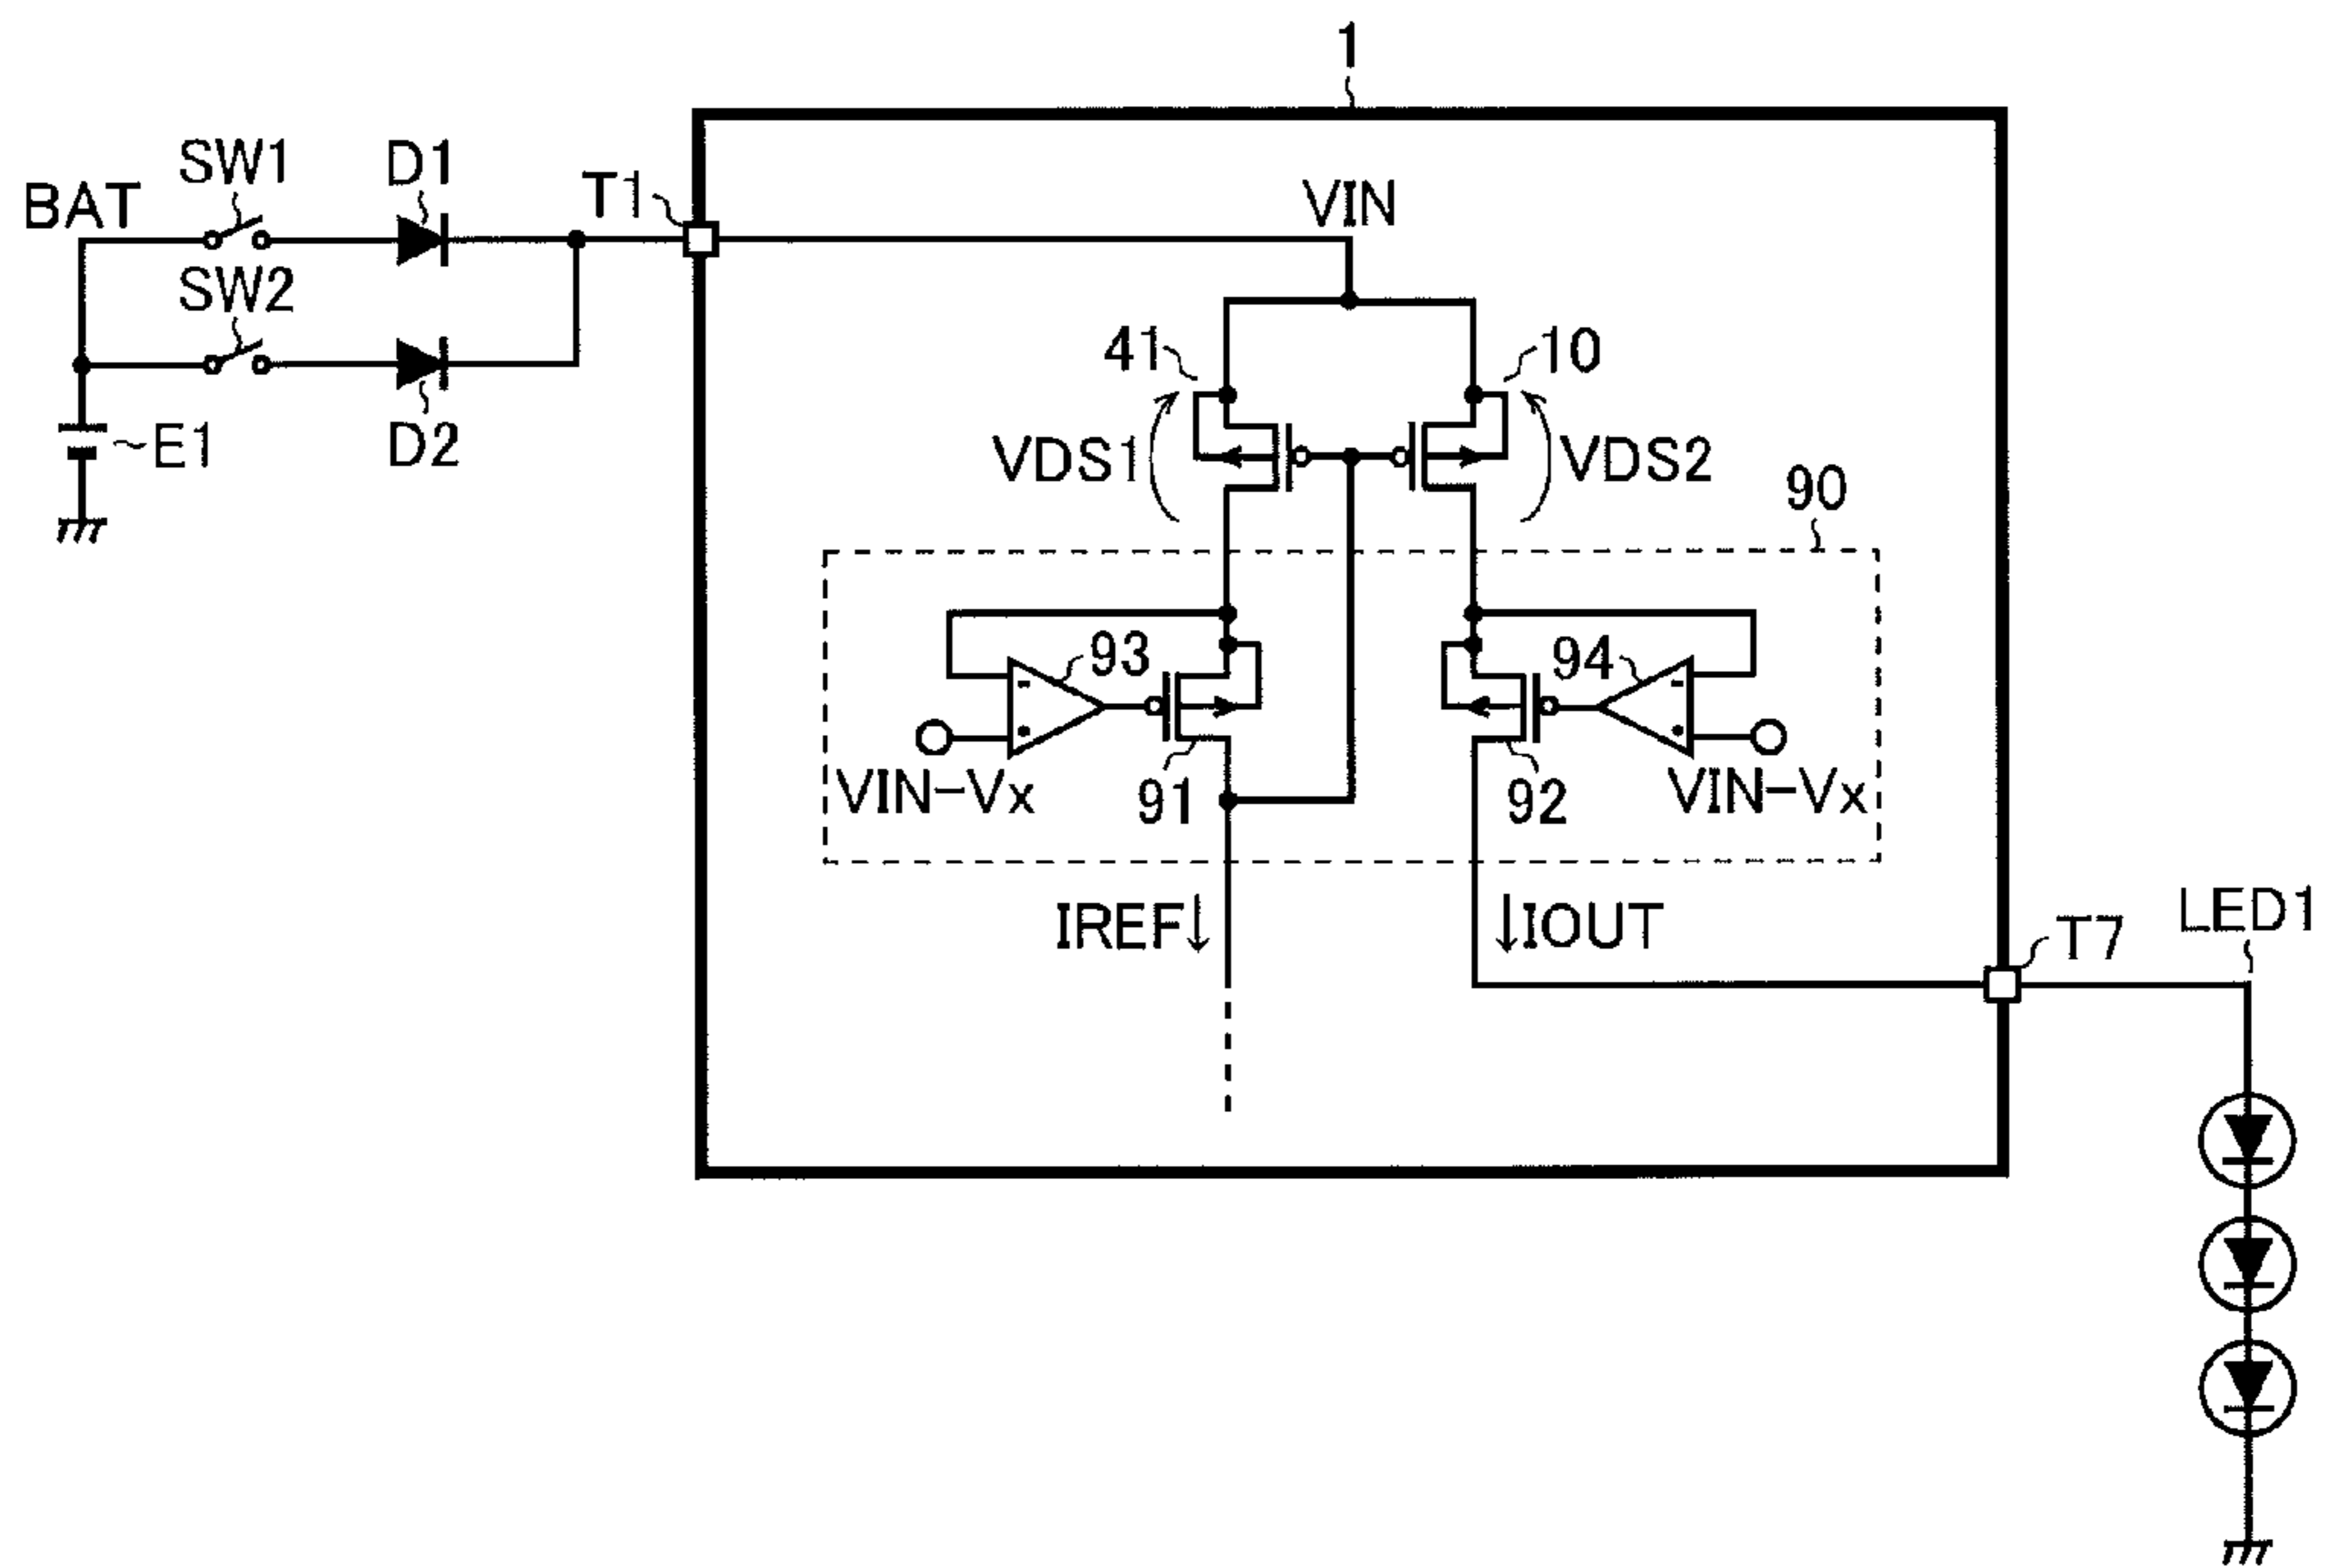 1
BAT
SW1
D1
T1
VIN
SW2
D2
~E1
41
10
VDS1
VDS2
90
93
94
- +
- +
VIN-Vx
91
92
VIN-Vx
IREF↓
↓IOUT
T7
LED1